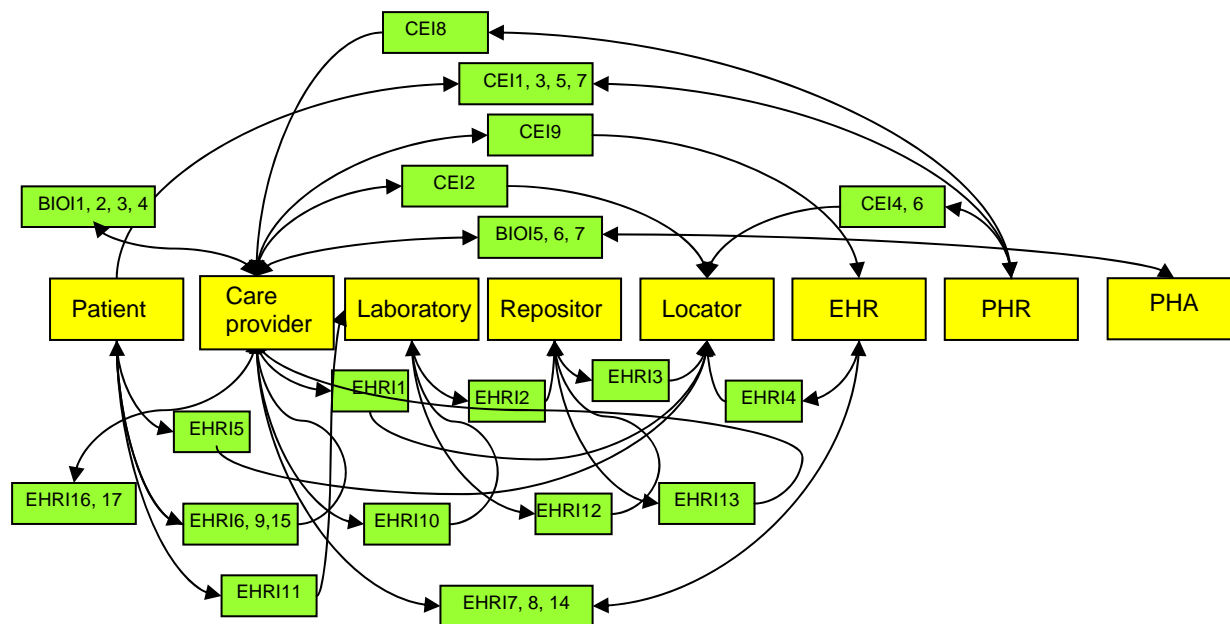 CEI8
CEI1, 3, 5, 7
CEI9
CEI2
BIOI1, 2, 3, 4
CEI4, 6
BIOI5, 6, 7
Patient
Care
provider
Laboratory
Repositor
Locator
EHR
PHR
PHA
EHRI1
EHRI2
EHRI3
EHRI4
EHRI5
EHRI16, 17
EHRI6, 9,15
EHRI10
EHRI12
EHRI13
EHRI11
EHRI7, 8, 14